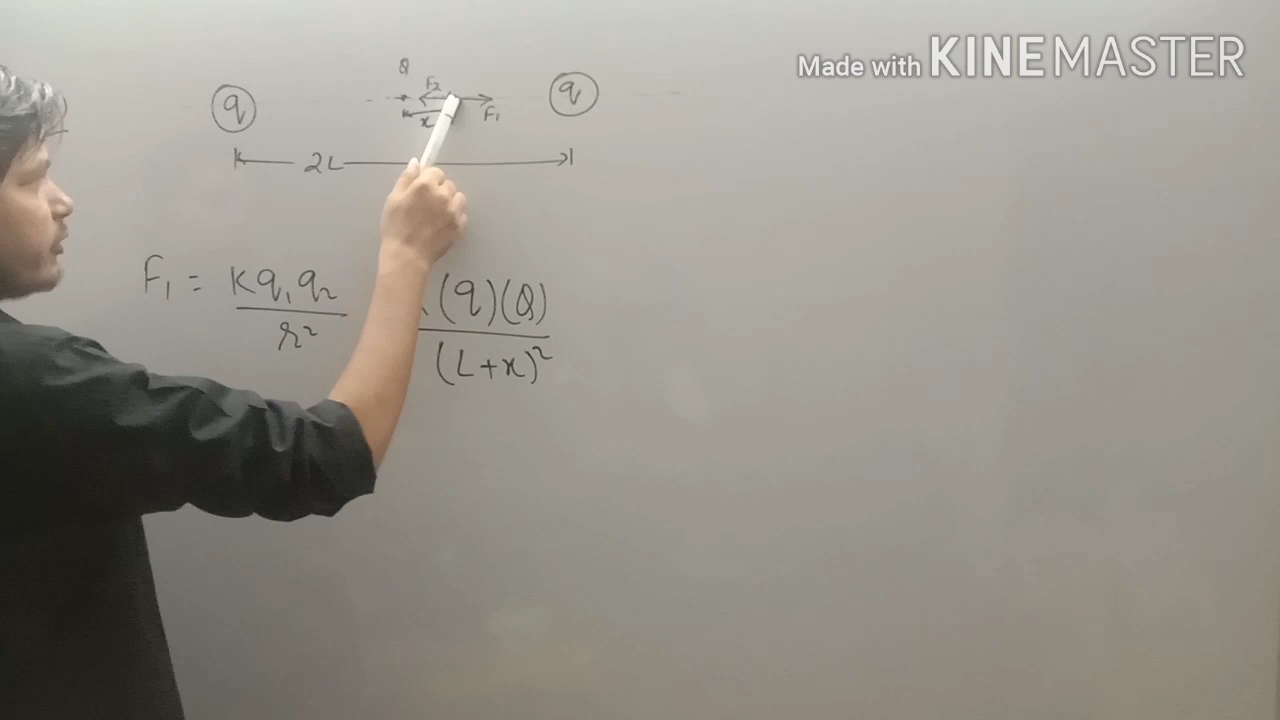 Made with KINEMASTER
Q
F₂
q
q
x
F₁
2L
F₁ = Kq₁q₂ / r²
(q)(Q) / (L+x)²